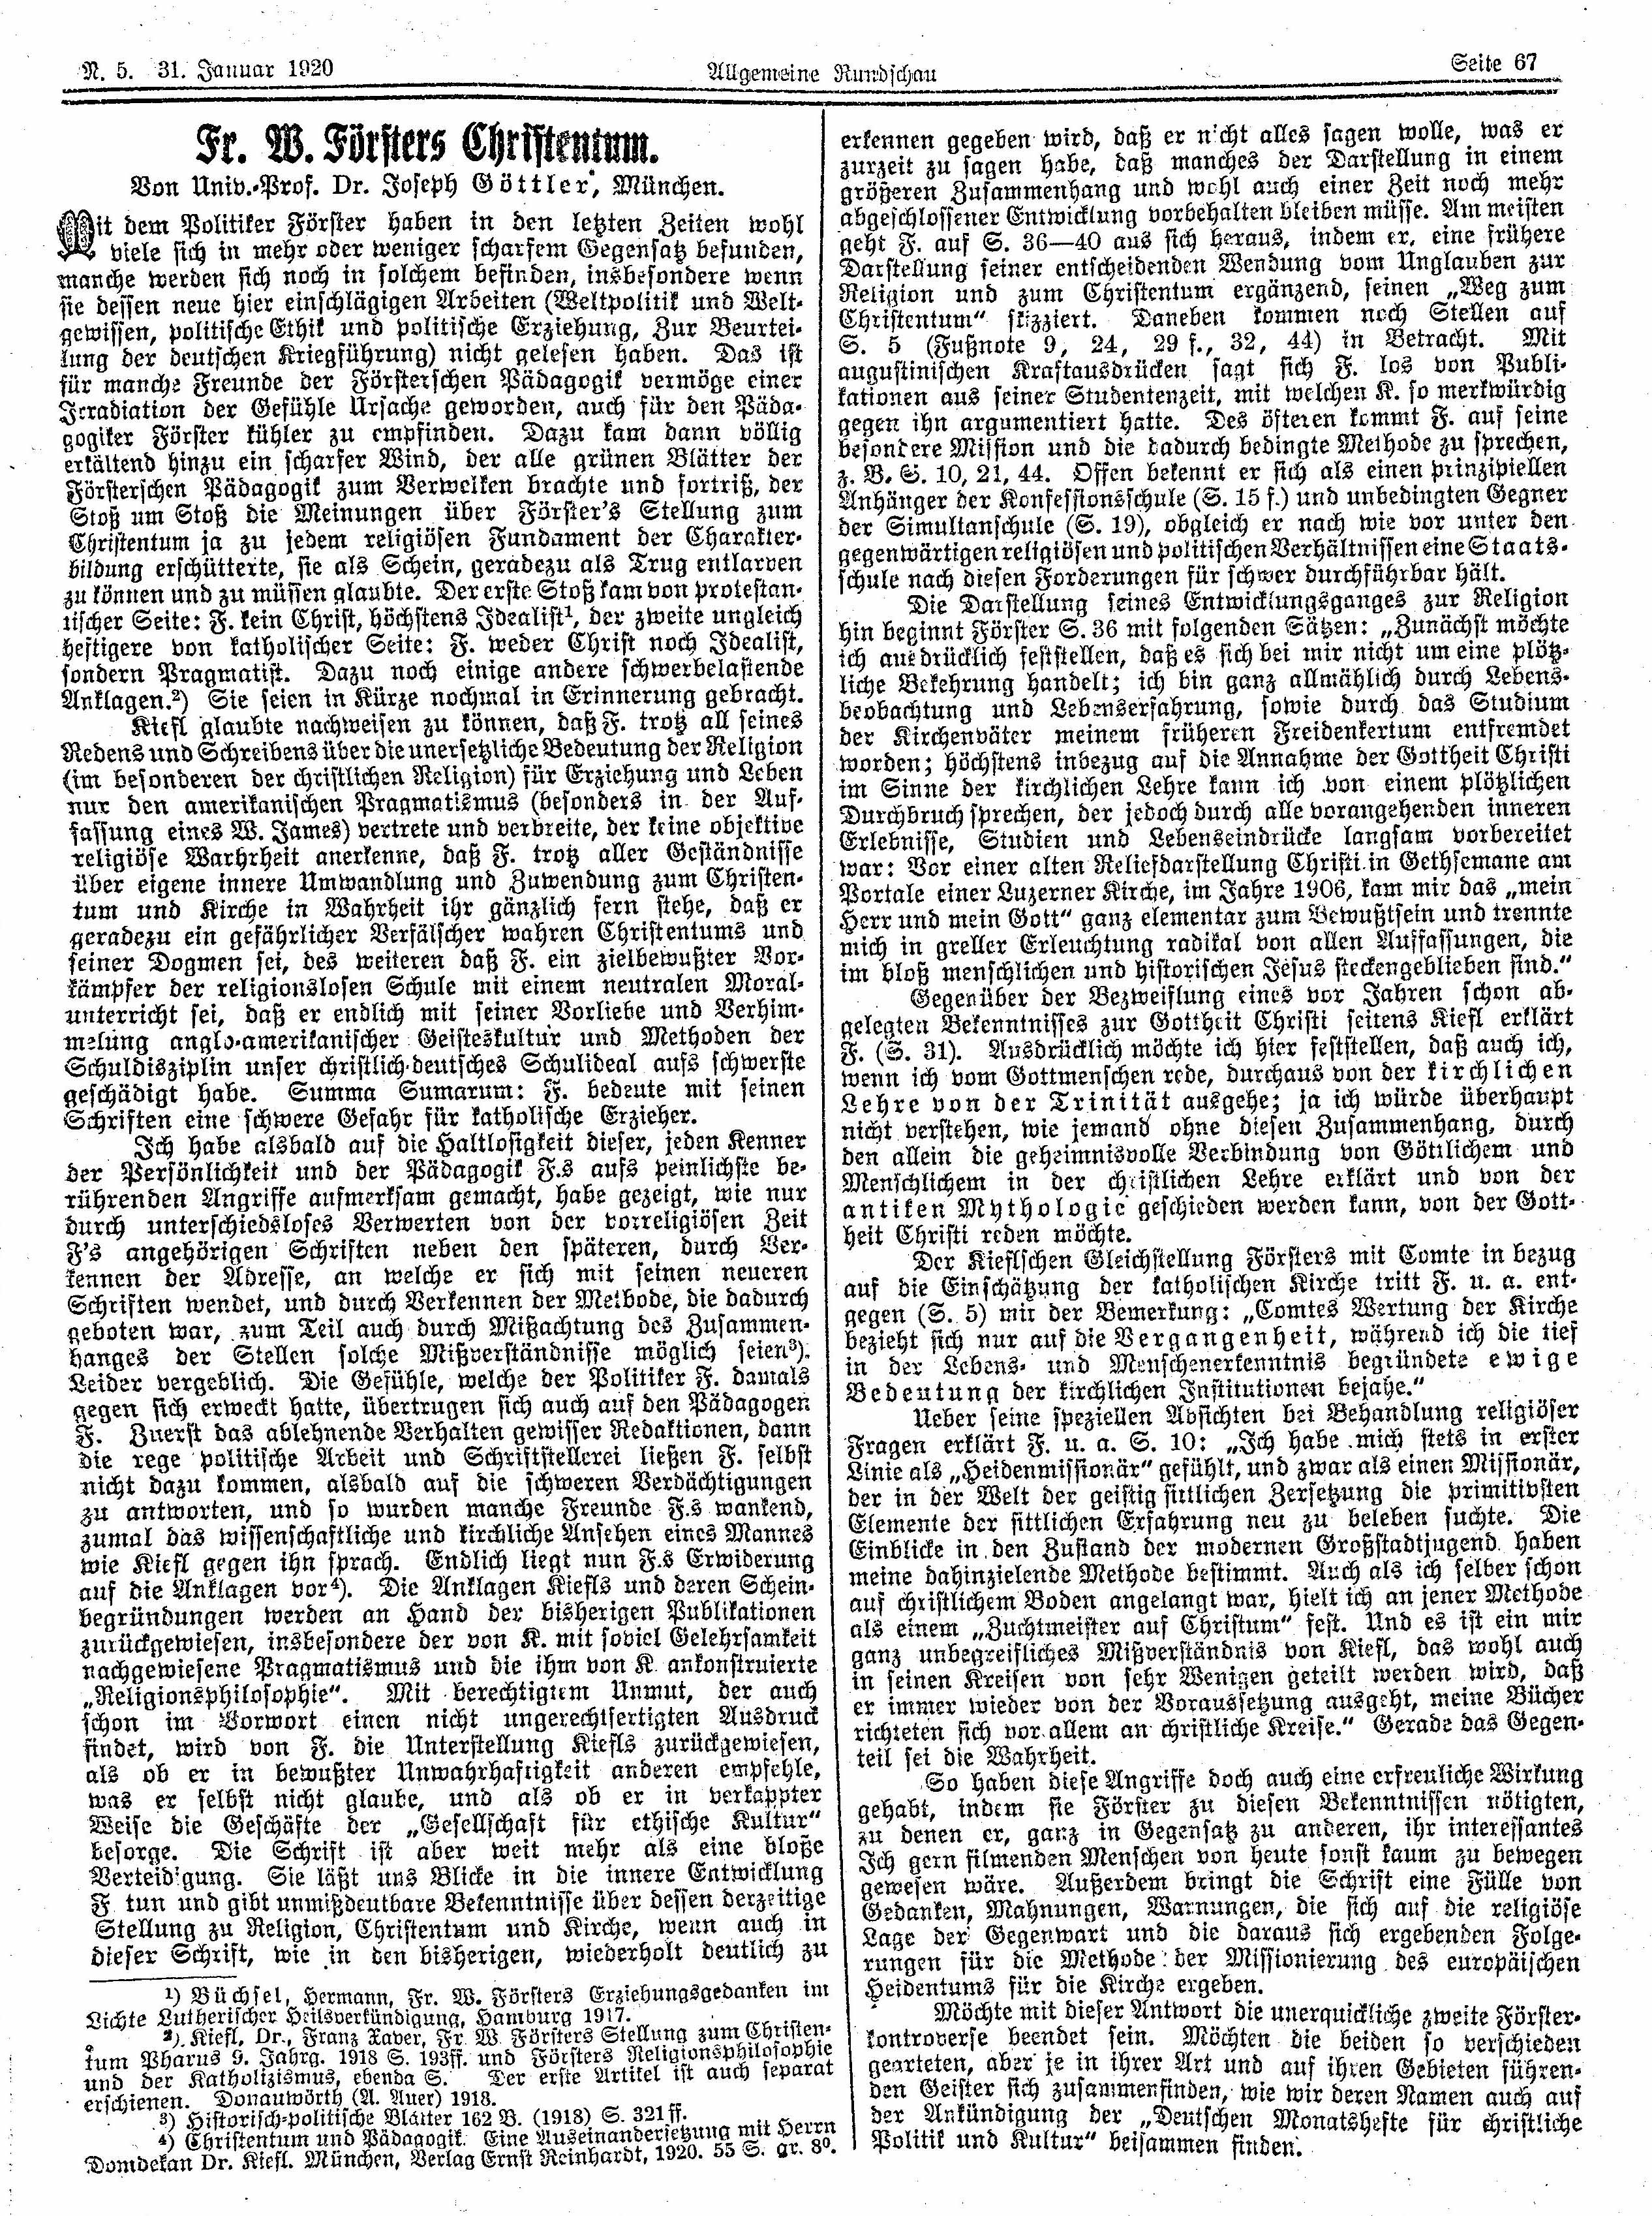 N. 5. 31. Januar 1920
Allgemeine Rundschau
Seite 67
Fr. W. Försters Christentum.
Von Univ.-Prof. Dr. Joseph Göttler, München.
Mit dem Politiker Förster haben in den letzten Zeiten wohl
viele sich in mehr oder weniger scharfem Gegensatz befunden,
manche werden sich noch in solchem befinden, insbesondere wenn
sie dessen neue hier einschlägigen Arbeiten (Weltpolitik und Welt-
gewissen, politische Ethik und politische Erziehung, Zur Beurtei-
lung der deutschen Kriegführung) nicht gelesen haben. Das ist
für manche Freunde der Försterschen Pädagogik vermöge einer
Irradiation der Gefühle Ursache geworden, auch für den Päda-
gogiker Förster kühler zu empfinden. Dazu kam dann völlig
erkältend hinzu ein scharfer Wind, der alle grünen Blätter der
Försterschen Pädagogik zum Verwelken brachte und fortriß, der
Stoß um Stoß die Meinungen über Förster's Stellung zum
Christentum ja zu jedem religiösen Fundament der Charakter-
bildung erschütterte, sie als Schein, geradezu als Trug entlarven
zu können und zu müssen glaubte. Der erste Stoß kam von protestan-
tischer Seite: F. kein Christ, höchstens Idealist¹, der zweite ungleich
heftigere von katholischer Seite: F. weder Christ noch Idealist,
sondern Pragmatist. Dazu noch einige andere schwerbelastende
Anklagen.²) Sie seien in Kürze nochmal in Erinnerung gebracht.
Kiefl glaubte nachweisen zu können, daß F. trotz all seines
Redens und Schreibens über die unersetzliche Bedeutung der Religion
(im besonderen der christlichen Religion) für Erziehung und Leben
nur den amerikanischen Pragmatismus (besonders in der Auf-
fassung eines W. James) vertrete und verbreite, der keine objektive
religiöse Warhrheit anerkenne, daß F. trotz aller Geständnisse
über eigene innere Umwandlung und Zuwendung zum Christen-
tum und Kirche in Wahrheit ihr gänzlich fern stehe, daß er
geradezu ein gefährlicher Verfälscher wahren Christentums und
seiner Dogmen sei, des weiteren daß F. ein zielbewußter Vor-
kämpfer der religionslosen Schule mit einem neutralen Moral-
unterricht sei, daß er endlich mit seiner Vorliebe und Verhim-
melung anglo-amerikanischer Geisteskultur und Methoden der
Schuldisziplin unser christlich-deutsches Schulideal aufs schwerste
geschädigt habe. Summa Sumarum: F. bedeute mit seinen
Schriften eine schwere Gefahr für katholische Erzieher.
Ich habe alsbald auf die Haltlosigkeit dieser, jeden Kenner
der Persönlichkeit und der Pädagogik F.s aufs peinlichste be-
rührenden Angriffe aufmerksam gemacht, habe gezeigt, wie nur
durch unterschiedsloses Verwerten von der vorreligiösen Zeit
F's angehörigen Schriften neben den späteren, durch Ver-
kennen der Adresse, an welche er sich mit seinen neueren
Schriften wendet, und durch Verkennen der Methode, die dadurch
geboten war, zum Teil auch durch Mißachtung des Zusammen-
hanges der Stellen solche Mißverständnisse möglich seien³).
Leider vergeblich. Die Gefühle, welche der Politiker F. damals
gegen sich erweckt hatte, übertrugen sich auch auf den Pädagogen
F. Zuerst das ablehnende Verhalten gewisser Redaktionen, dann
die rege politische Arbeit und Schriftstellerei ließen F. selbst
nicht dazu kommen, alsbald auf die schweren Verdächtigungen
zu antworten, und so wurden manche Freunde F.s wankend,
zumal das wissenschaftliche und kirchliche Ansehen eines Mannes
wie Kiefl gegen ihn sprach. Endlich liegt nun F.s Erwiderung
auf die Anklagen vor⁴). Die Anklagen Kiefls und deren Schein-
begründungen werden an Hand der bisherigen Publikationen
zurückgewiesen, insbesondere der von K. mit soviel Gelehrsamkeit
nachgewiesene Pragmatismus und die ihm von K. ankonstruierte
„Religionsphilosophie“. Mit berechtigtem Unmut, der auch
schon im Vorwort einen nicht ungerechtfertigten Ausdruck
findet, wird von F. die Unterstellung Kiefls zurückgewiesen,
als ob er in bewußter Unwahrhaftigkeit anderen empfehle,
was er selbst nicht glaube, und als ob er in verkappter
Weise die Geschäfte der „Gesellschaft für ethische Kultur“
besorge. Die Schrift ist aber weit mehr als eine bloße
Verteidigung. Sie läßt uns Blicke in die innere Entwicklung
F tun und gibt unmißdeutbare Bekenntnisse über dessen derzeitige
Stellung zu Religion, Christentum und Kirche, wenn auch in
dieser Schrift, wie in den bisherigen, wiederholt deutlich zu
¹) Büchsel, Hermann, Fr. W. Försters Erziehungsgedanken im
Lichte Lutherischer Heilsverkündigung, Hamburg 1917.
²) Kiefl, Dr., Franz Xaver, Fr. W. Försters Stellung zum Christen-
tum Pharus 9. Jahrg. 1918 S. 193ff. und Försters Religionsphilosophie
und der Katholizismus, ebenda S. Der erste Artitel ist auch separat
erschienen. Donauwörth (A. Auer) 1918.
³) Historisch-politische Blätter 162 B. (1918) S. 321ff.
⁴) Christentum und Pädagogik. Eine Auseinandersetzung mit Herrn
Domdekan Dr. Kiefl. München, Verlag Ernst Reinhardt, 1920. 55 S. gr. 8⁰.
erkennen gegeben wird, daß er nicht alles sagen wolle, was er
zurzeit zu sagen habe, daß manches der Darstellung in einem
größeren Zusammenhang und wohl auch einer Zeit noch mehr
abgeschlossener Entwicklung vorbehalten bleiben müsse. Am meisten
geht F. auf S. 36—40 aus sich heraus, indem er, eine frühere
Darstellung seiner entscheidenden Wendung vom Unglauben zur
Religion und zum Christentum ergänzend, seinen „Weg zum
Christentum“ skizziert. Daneben kommen noch Stellen auf
S. 5 (Fußnote 9, 24, 29 f., 32, 44) in Betracht. Mit
augustinischen Kraftausdrücken sagt sich F. los von Publi-
kationen aus seiner Studentenzeit, mit welchen K. so merkwürdig
gegen ihn argumentiert hatte. Des öfteren kommt F. auf seine
besondere Mission und die dadurch bedingte Methode zu sprechen,
z. B. S. 10, 21, 44. Offen bekennt er sich als einen prinzipiellen
Anhänger der Konfessionsschule (S. 15 f.) und unbedingten Gegner
der Simultanschule (S. 19), obgleich er nach wie vor unter den
gegenwärtigen religiösen und politischen Verhältnissen eine Staats-
schule nach diesen Forderungen für schwer durchführbar hält.
Die Darstellung seines Entwicklungsganges zur Religion
hin beginnt Förster S. 36 mit folgenden Sätzen: „Zunächst möchte
ich ausdrücklich feststellen, daß es sich bei mir nicht um eine plötz-
liche Bekehrung handelt; ich bin ganz allmählich durch Lebens-
beobachtung und Lebenserfahrung, sowie durch das Studium
der Kirchenväter meinem früheren Freidenkertum entfremdet
worden; höchstens inbezug auf die Annahme der Gottheit Christi
im Sinne der kirchlichen Lehre kann ich von einem plötzlichen
Durchbruch sprechen, der jedoch durch alle vorangehenden inneren
Erlebnisse, Studien und Lebenseindrücke langsam vorbereitet
war: Vor einer alten Reliefdarstellung Christi in Gethsemane am
Portale einer Luzerner Kirche, im Jahre 1906, kam mir das „mein
Herr und mein Gott“ ganz elementar zum Bewußtsein und trennte
mich in greller Erleuchtung radikal von allen Auffassungen, die
im bloß menschlichen und historischen Jesus steckengeblieben sind.“
Gegenüber der Bezweiflung eines vor Jahren schon ab-
gelegten Bekenntnisses zur Gottheit Christi seitens Kiefl erklärt
F. (S. 31). Ausdrücklich möchte ich hier feststellen, daß auch ich,
wenn ich vom Gottmenschen rede, durchaus von der kirchlichen
Lehre von der Trinität ausgehe; ja ich würde überhaupt
nicht verstehen, wie jemand ohne diesen Zusammenhang, durch
den allein die geheimnisvolle Verbindung von Göttlichem und
Menschlichem in der christlichen Lehre erklärt und von der
antiken Mythologie geschieden werden kann, von der Gott-
heit Christi reden möchte.
Der Kieflschen Gleichstellung Försters mit Comte in bezug
auf die Einschätzung der katholischen Kirche tritt F. u. a. ent-
gegen (S. 5) mit der Bemerkung: „Comtes Wertung der Kirche
bezieht sich nur auf die Vergangenheit, während ich die tief
in der Lebens- und Menschenerkenntnis begründete ewige
Bedeutung der kirchlichen Institutionen bejahe.“
Ueber seine speziellen Absichten bei Behandlung religiöser
Fragen erklärt F. u. a. S. 10: „Ich habe mich stets in erster
Linie als „Heidenmissionär“ gefühlt, und zwar als einen Missionär,
der in der Welt der geistig sittlichen Zersetzung die primitivsten
Elemente der sittlichen Erfahrung neu zu beleben suchte. Die
Einblicke in den Zustand der modernen Großstadtjugend haben
meine dahinzielende Methode bestimmt. Auch als ich selber schon
auf christlichem Boden angelangt war, hielt ich an jener Methode
als einem „Zuchtmeister auf Christum“ fest. Und es ist ein mir
ganz unbegreifliches Mißverständnis von Kiefl, das wohl auch
in seinen Kreisen von sehr Wenigen geteilt werden wird, daß
er immer wieder von der Voraussetzung ausgeht, meine Bücher
richteten sich vor allem an christliche Kreise.“ Gerade das Gegen-
teil sei die Wahrheit.
So haben diese Angriffe doch auch eine erfreuliche Wirkung
gehabt, indem sie Förster zu diesen Bekenntnissen nötigten,
zu denen er, ganz in Gegensatz zu anderen, ihr interessantes
Ich gern filmenden Menschen von heute sonst kaum zu bewegen
gewesen wäre. Außerdem bringt die Schrift eine Fülle von
Gedanken, Mahnungen, Warnungen, die sich auf die religiöse
Lage der Gegenwart und die daraus sich ergebenden Folge-
rungen für die Methode der Missionierung des europäischen
Heidentums für die Kirche ergeben.
Möchte mit dieser Antwort die unerquickliche zweite Förster-
kontroverse beendet sein. Möchten die beiden so verschieden
gearteten, aber je in ihrer Art und auf ihren Gebieten führen-
den Geister sich zusammenfinden, wie wir deren Namen auch auf
der Ankündigung der „Deutschen Monatshefte für christliche
Politik und Kultur“ beisammen finden.